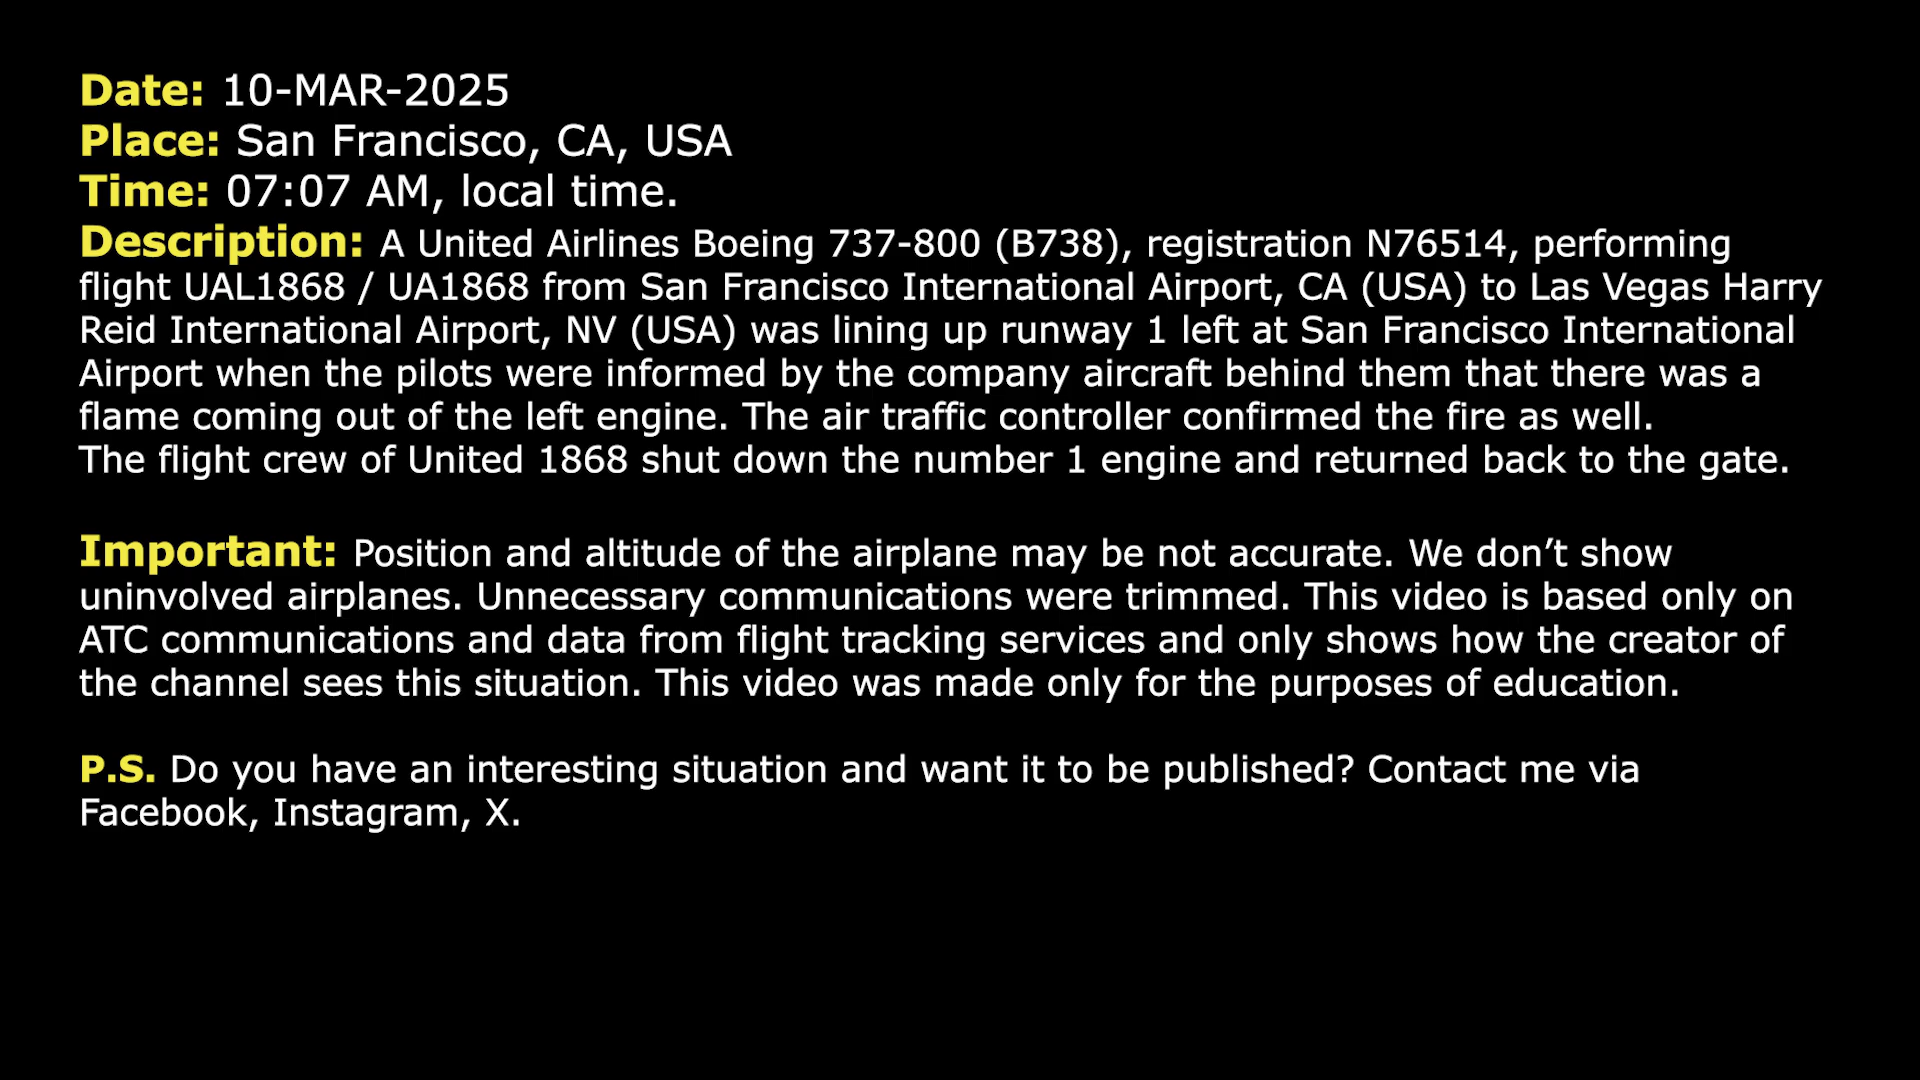 Date: 10-MAR-2025
Place: San Francisco, CA, USA
Time: 07:07 AM, local time.
Description: A United Airlines Boeing 737-800 (B738), registration N76514, performing
flight UAL1868 / UA1868 from San Francisco International Airport, CA (USA) to Las Vegas Harry
Reid International Airport, NV (USA) was lining up runway 1 left at San Francisco International
Airport when the pilots were informed by the company aircraft behind them that there was a
flame coming out of the left engine. The air traffic controller confirmed the fire as well.
The flight crew of United 1868 shut down the number 1 engine and returned back to the gate.
Important: Position and altitude of the airplane may be not accurate. We don’t show
uninvolved airplanes. Unnecessary communications were trimmed. This video is based only on
ATC communications and data from flight tracking services and only shows how the creator of
the channel sees this situation. This video was made only for the purposes of education.
P.S. Do you have an interesting situation and want it to be published? Contact me via
Facebook, Instagram, X.